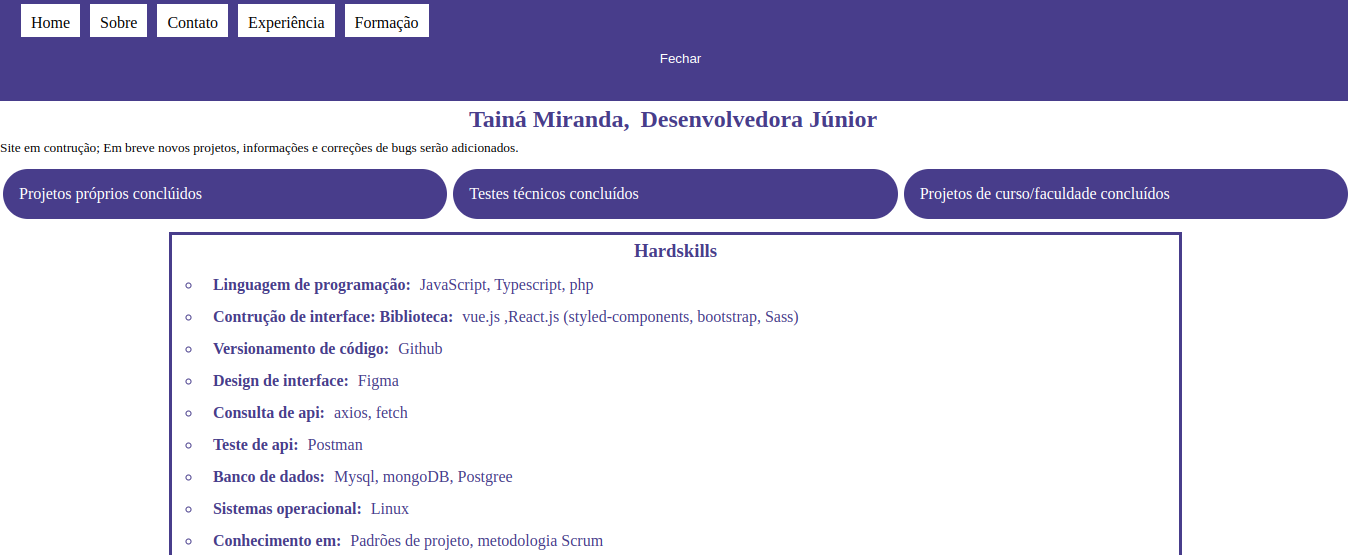 Home Sobre Contato Experiência Formação
Fechar
Tainá Miranda, Desenvolvedora Júnior
Site em contrução; Em breve novos projetos, informações e correções de bugs serão adicionados.
Projetos próprios conclúidos
Testes técnicos concluídos
Projetos de curso/faculdade concluídos
Hardskills
Linguagem de programação: JavaScript, Typescript, php
Contrução de interface: Biblioteca: vue.js ,React.js (styled-components, bootstrap, Sass)
Versionamento de código: Github
Design de interface: Figma
Consulta de api: axios, fetch
Teste de api: Postman
Banco de dados: Mysql, mongoDB, Postgree
Sistemas operacional: Linux
Conhecimento em: Padrões de projeto, metodologia Scrum